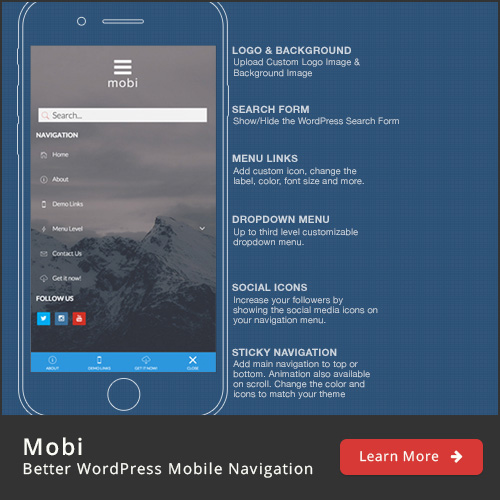 mobi
Search...
NAVIGATION
Home
About
Demo Links
Menu Level
Contact Us
Get it now!
FOLLOW US
ABOUT
DEMO LINKS
GET IT NOW!
CLOSE
LOGO & BACKGROUND
Upload Custom Logo Image &
Background Image
SEARCH FORM
Show/Hide the WordPress Search Form
MENU LINKS
Add custom icon, change the
label, color, font size and more.
DROPDOWN MENU
Up to third level customizable
dropdown menu.
SOCIAL ICONS
Increase your followers by
showing the social media icons on
your navigation menu.
STICKY NAVIGATION
Add main navigation to top or
bottom. Animation also available
on scroll. Change the color and
icons to match your theme
Mobi
Better WordPress Mobile Navigation
Learn More